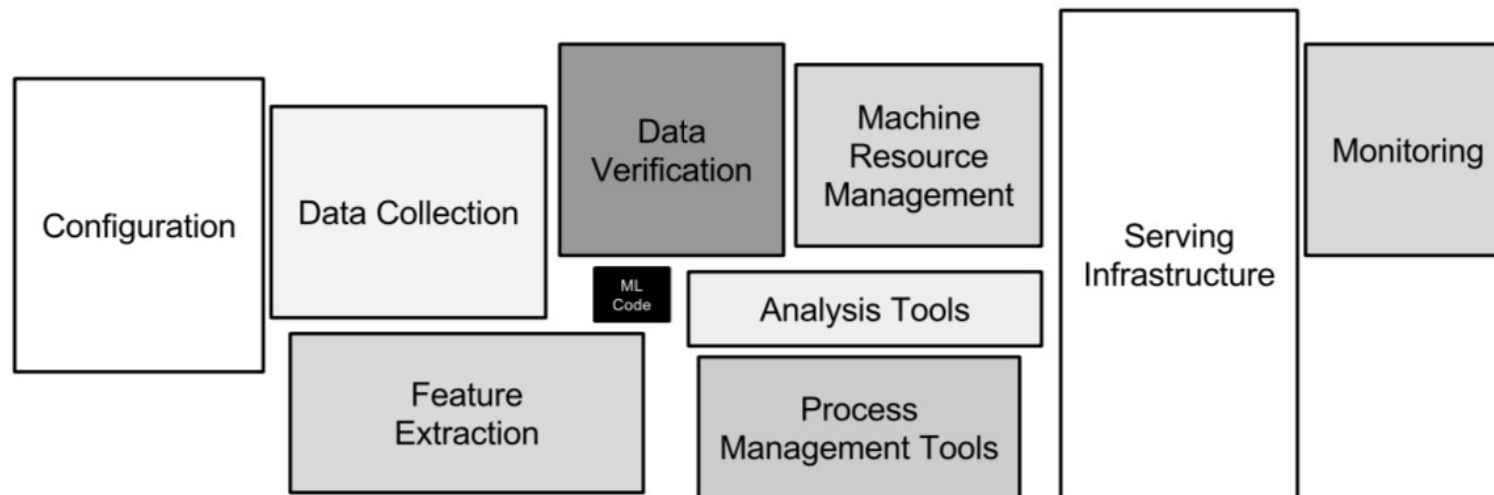 Configuration
Data Collection
Data
Verification
Machine
Resource
Management
Monitoring
Serving
Infrastructure
ML
Code
Analysis Tools
Feature
Extraction
Process
Management Tools